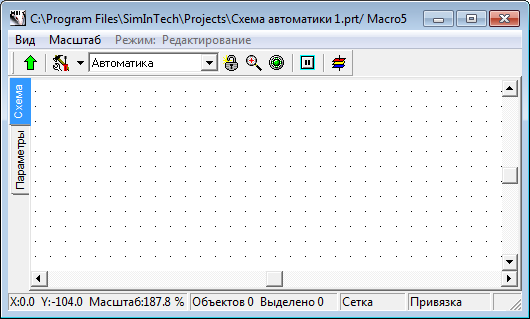 C:\Program Files\SimInTech\Projects\Схема автоматики 1.prt/ Macro5
Вид Масштаб Режим: Редактирование
Автоматика
Схема
Параметры
X:0.0 Y:-104.0 Масштаб:187.8 % Объектов 0 Выделено 0 Сетка Привязка